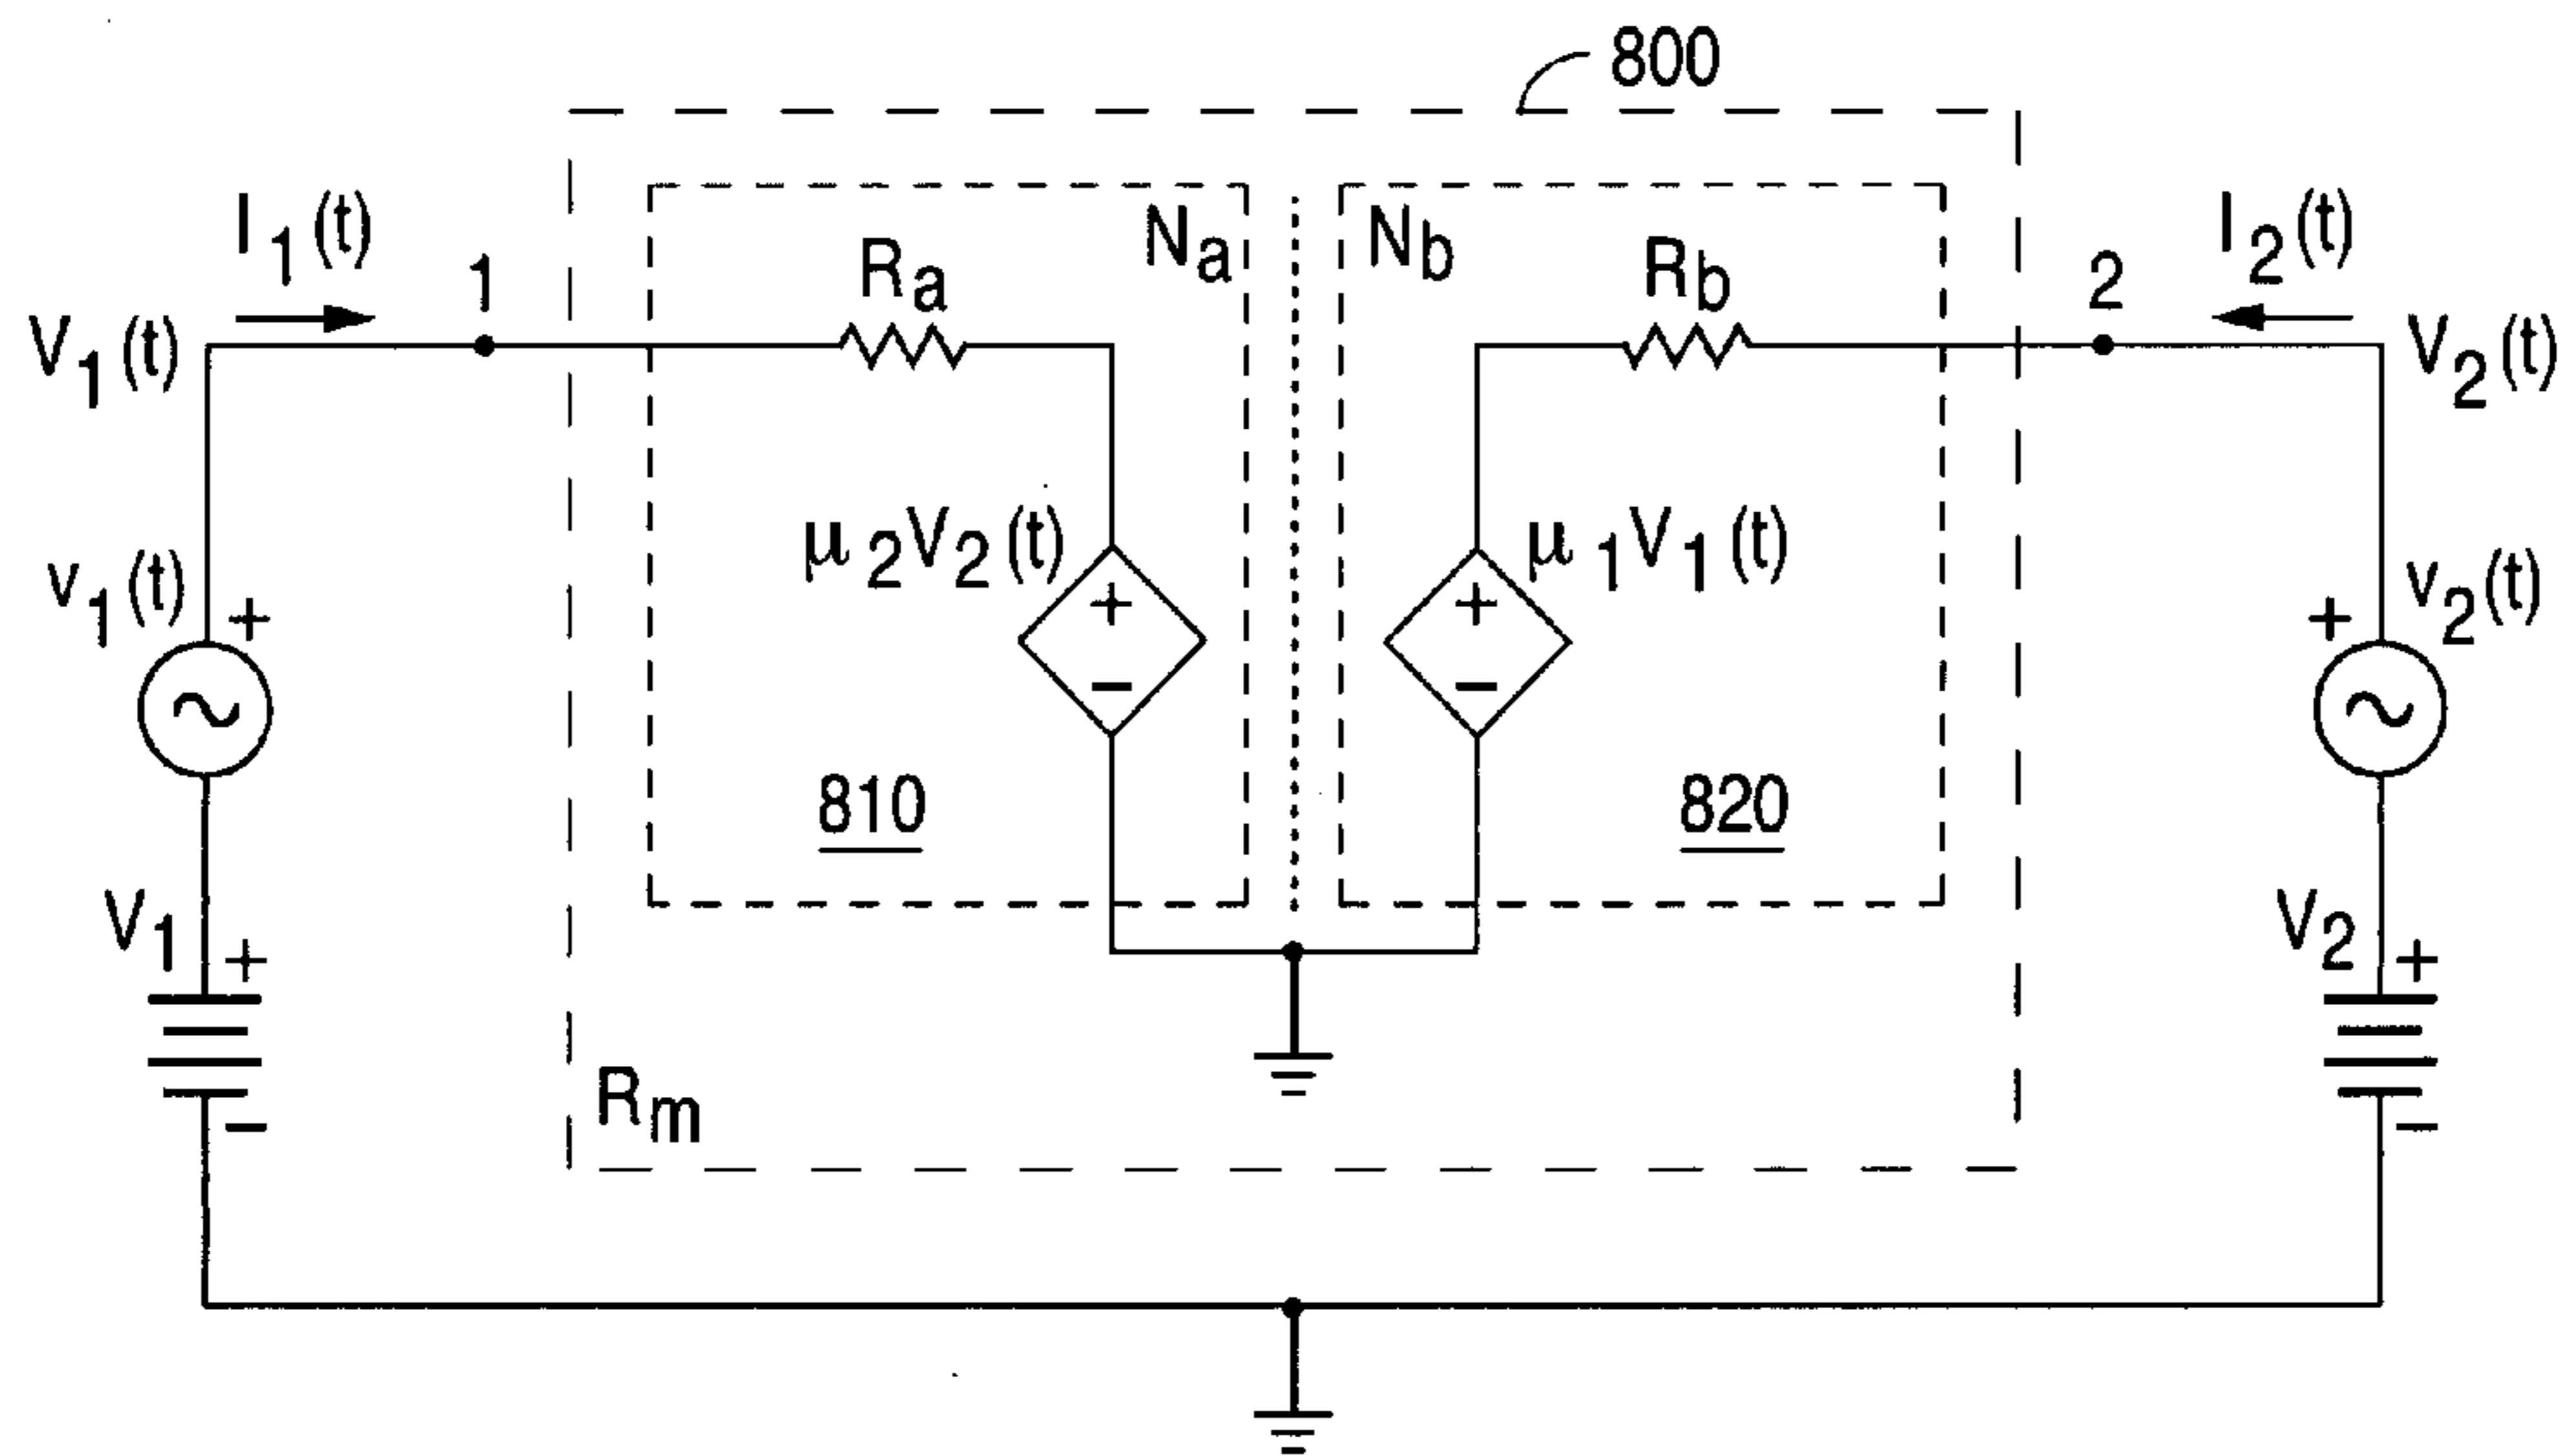 800
I1(t)
1
Ra
Na
Nb
Rb
2
I2(t)
V1(t)
V2(t)
v1(t)
+
μ2V2(t)
+
−
μ1V1(t)
+
−
+
v2(t)
~
~
810
820
V1
+
−
V2
+
−
Rm